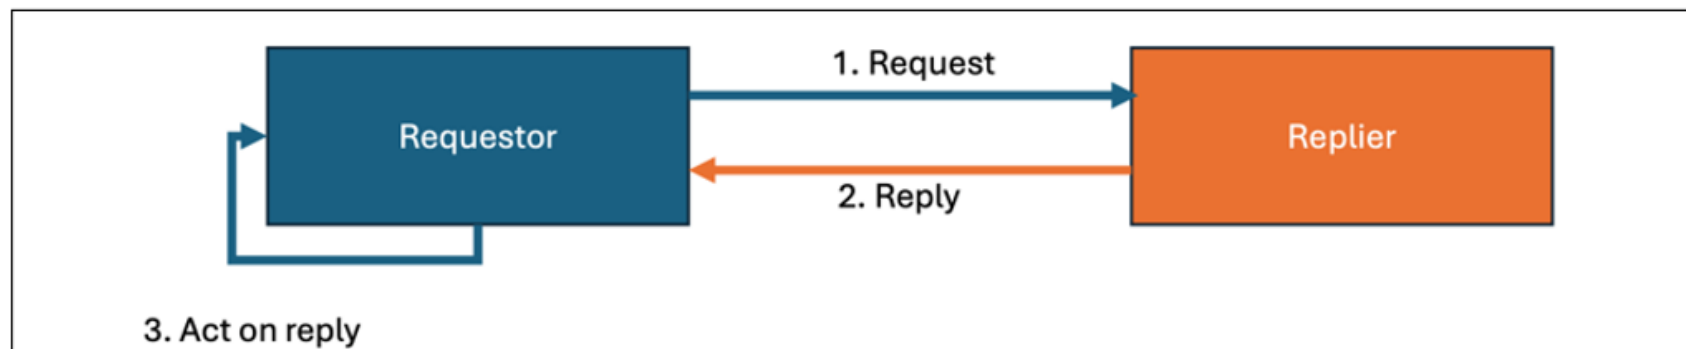 1. Request
Requestor
Replier
2. Reply
3. Act on reply